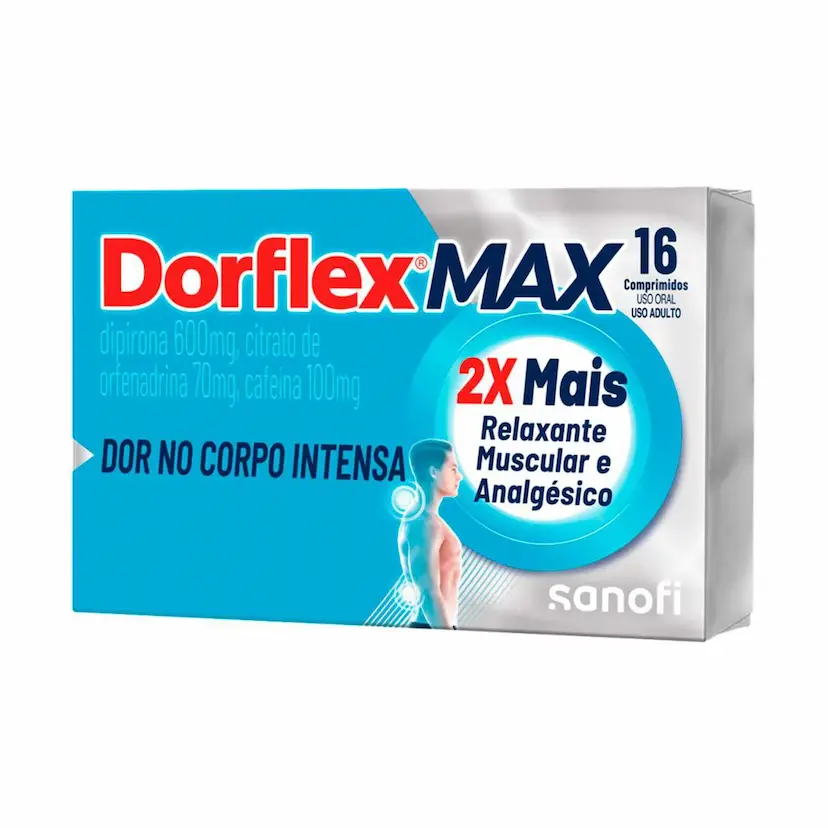 Dorflex® MAX
dipirona 600mg, citrato de
orfenadrina 70mg, cafeína 100mg
DOR NO CORPO INTENSA
16
Comprimidos
USO ORAL
USO ADULTO
2X Mais
Relaxante
Muscular e
Analgésico
sanofi